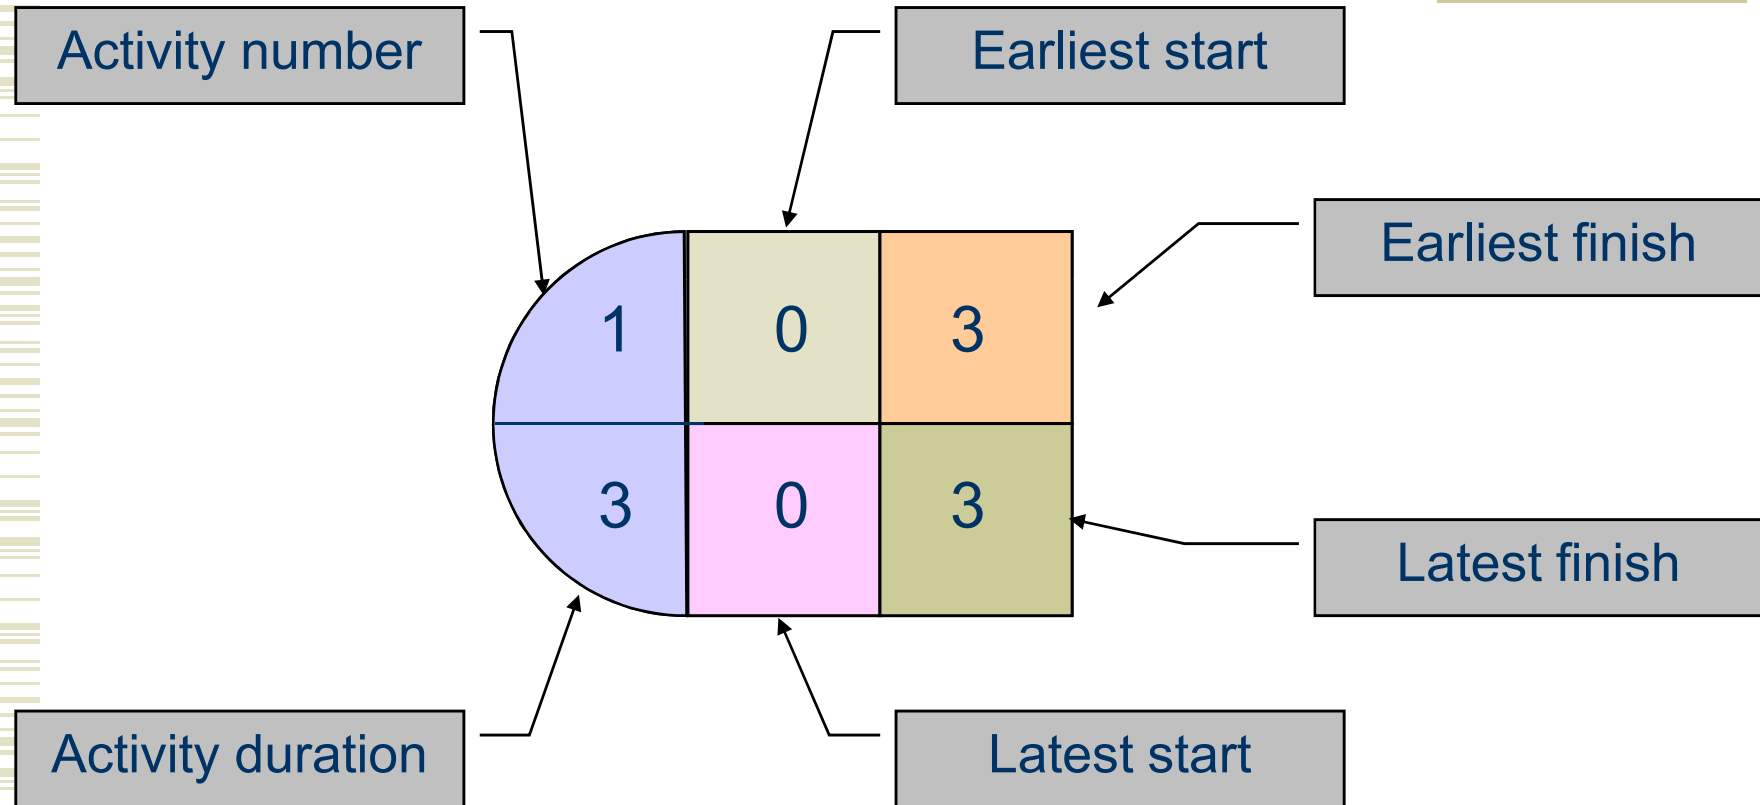 Activity number
Earliest start
Earliest finish
1 0 3
3 0 3
Latest finish
Activity duration
Latest start